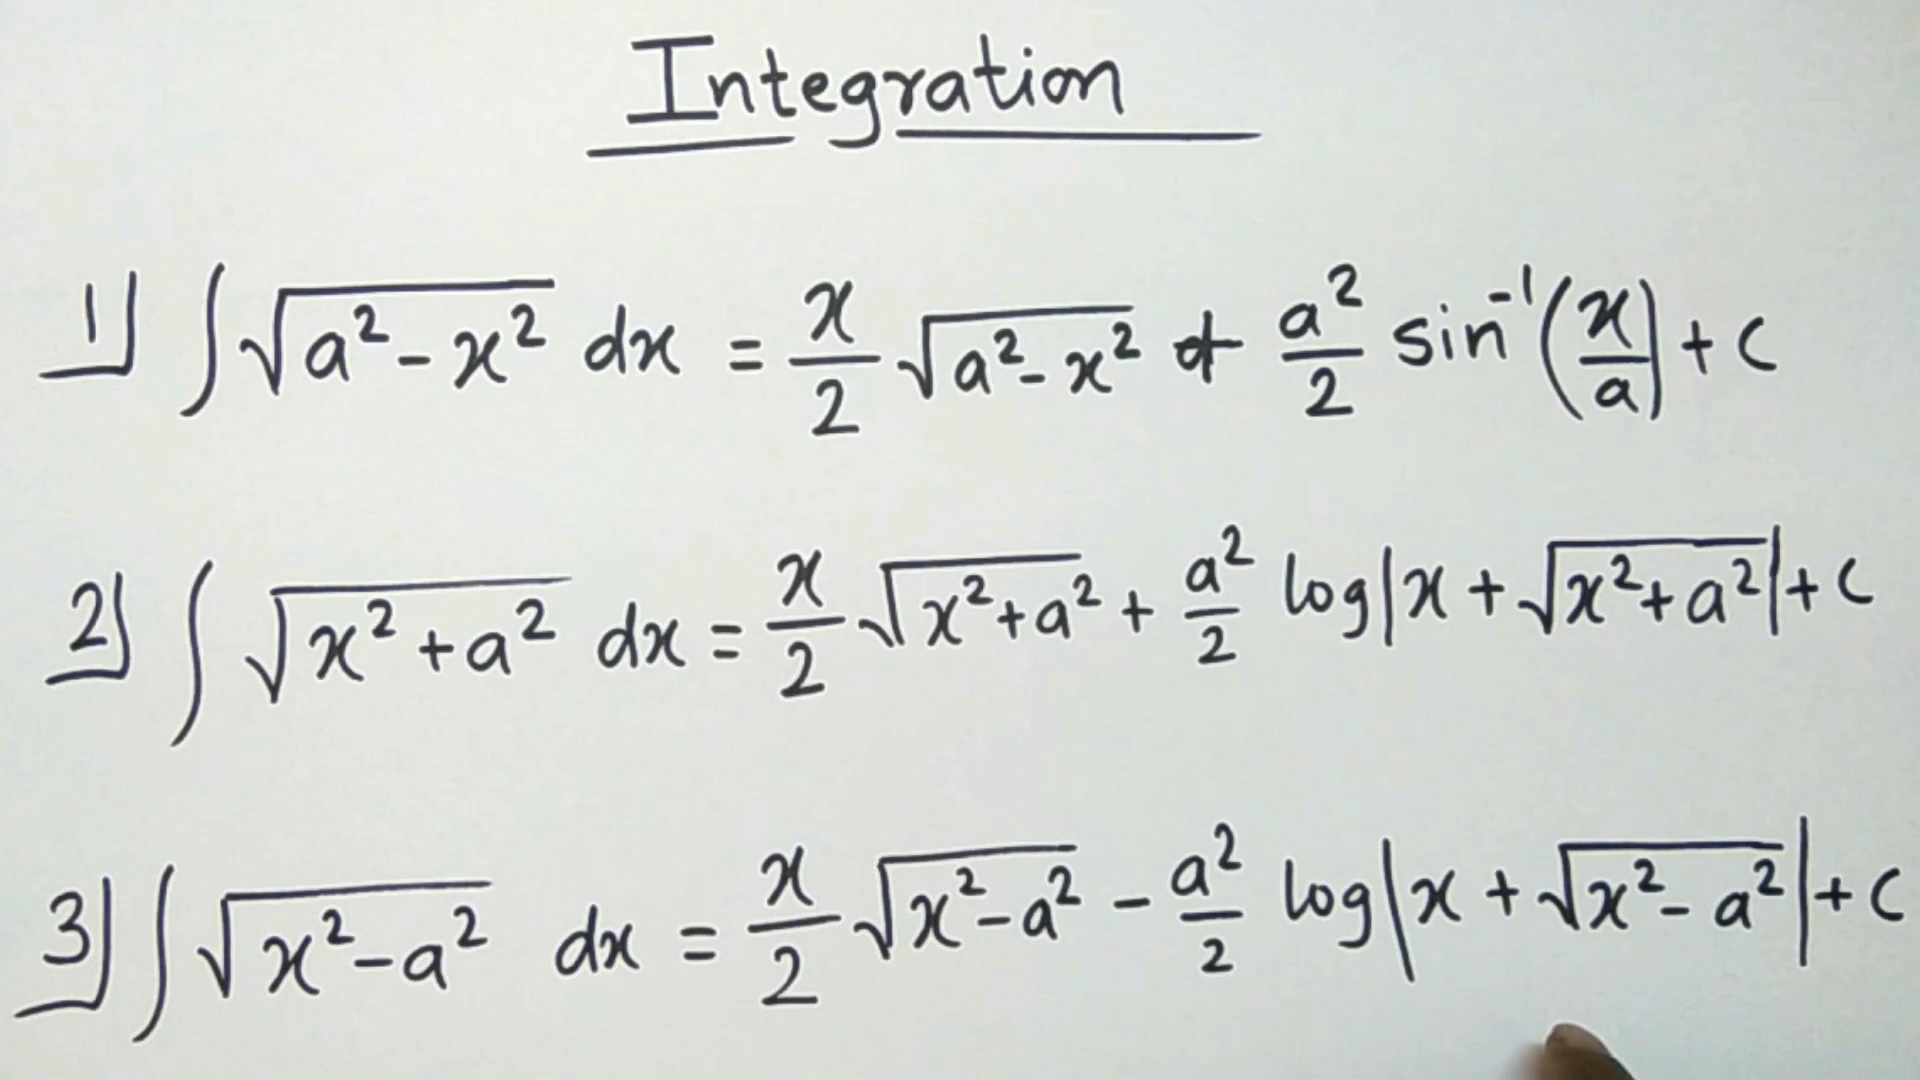 Integration
1) ∫ √(a² - x²) dx = x/2 √(a² - x²) + a²/2 sin⁻¹(x/a) + c
2) ∫ √(x² + a²) dx = x/2 √(x² + a²) + a²/2 log|x + √(x² + a²)| + c
3) ∫ √(x² - a²) dx = x/2 √(x² - a²) - a²/2 log|x + √(x² - a²)| + c